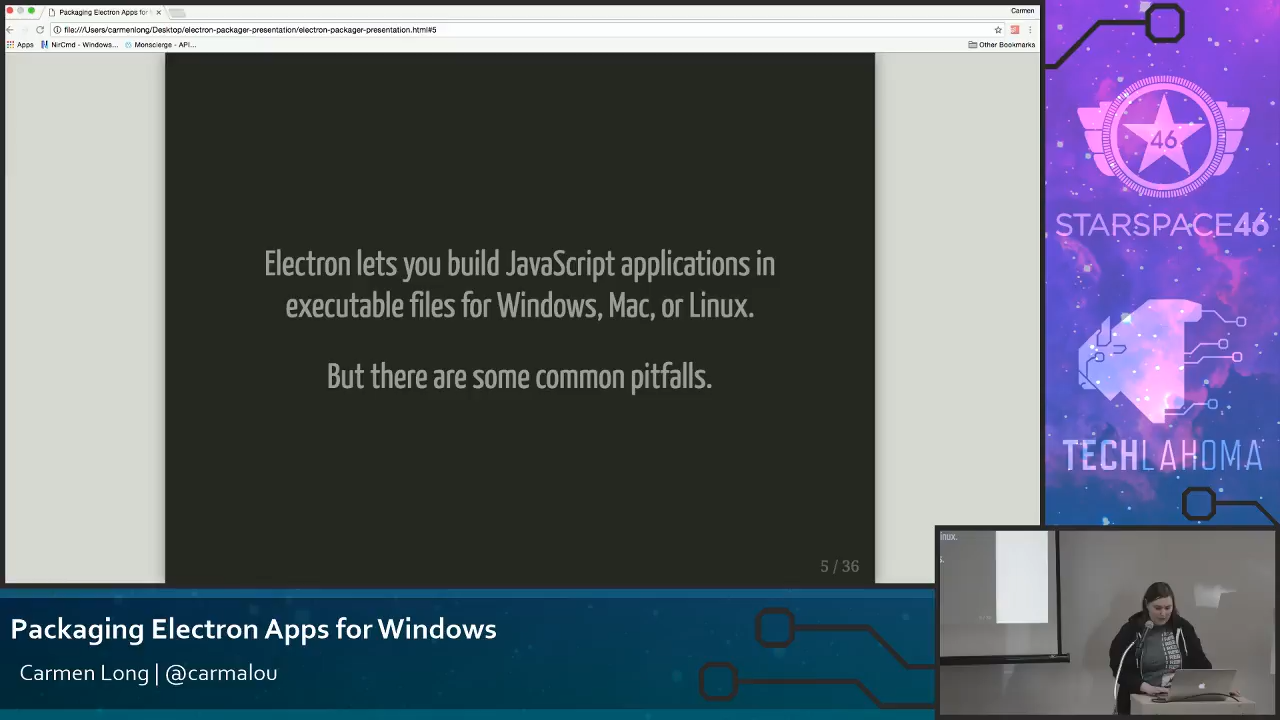 Packaging Electron Apps for
Carmen
file:///Users/carmenlong/Desktop/electron-packager-presentation/electron-packager-presentation.html#5
Apps
NirCmd - Windows...
Monscierge - API...
Other Bookmarks
Electron lets you build JavaScript applications in
executable files for Windows, Mac, or Linux.
But there are some common pitfalls.
5 / 36
46
STARSPACE46
TECHLAHOMA
inux.
Packaging Electron Apps for Windows
Carmen Long | @carmalou